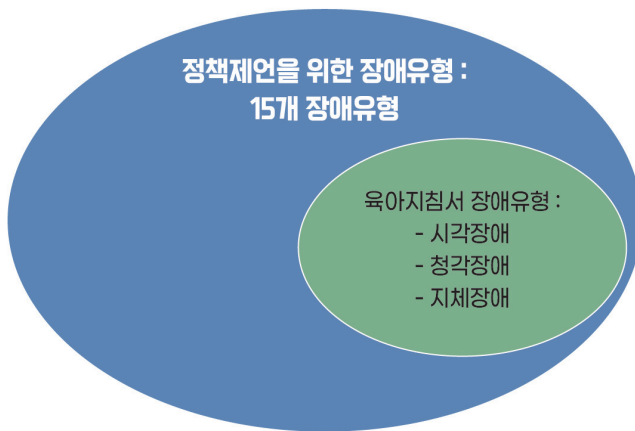 정책제언을 위한 장애유형 :
15개 장애유형
육아지침서 장애유형 :
- 시각장애
- 청각장애
- 지체장애